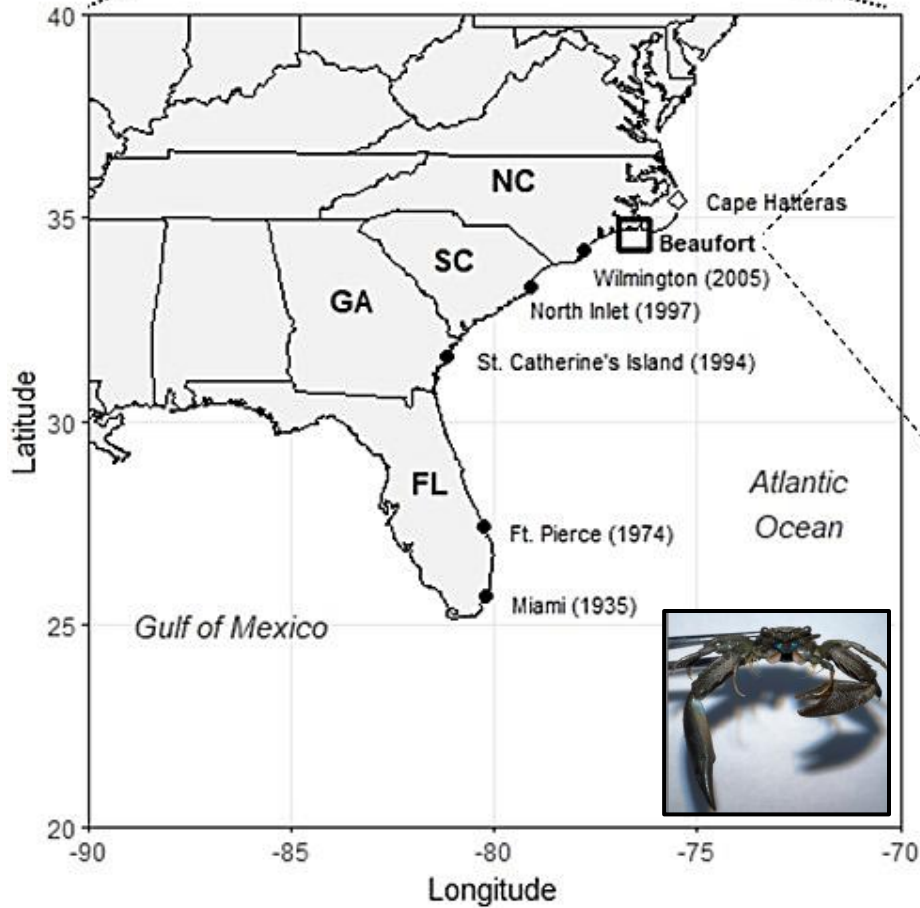 40
35
30
25
20
Latitude
NC
Cape Hatteras
Beaufort
SC
Wilmington (2005)
GA
North Inlet (1997)
St. Catherine's Island (1994)
FL
Atlantic
Ocean
Ft. Pierce (1974)
Miami (1935)
Gulf of Mexico
-90
-85
-80
-75
-70
Longitude